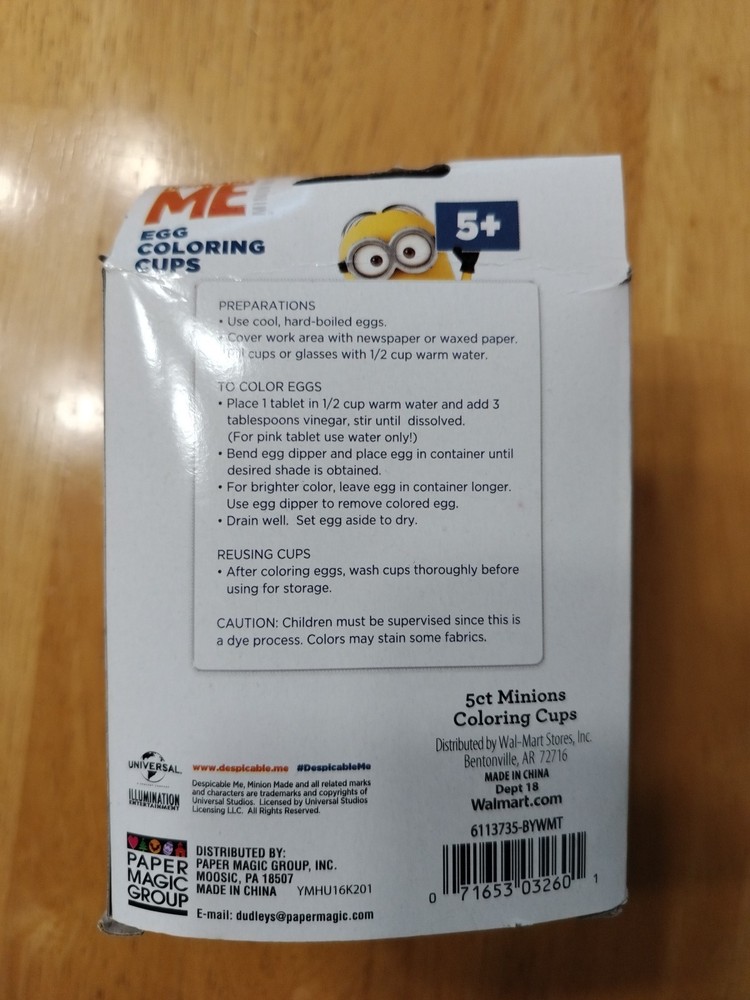 ME
EGG
COLORING
CUPS
5+
PREPARATIONS
• Use cool, hard-boiled eggs.
• Cover work area with newspaper or waxed paper.
• Fill cups or glasses with 1/2 cup warm water.
TO COLOR EGGS
• Place 1 tablet in 1/2 cup warm water and add 3
tablespoons vinegar, stir until dissolved.
(For pink tablet use water only!)
• Bend egg dipper and place egg in container until
desired shade is obtained.
• For brighter color, leave egg in container longer.
Use egg dipper to remove colored egg.
• Drain well. Set egg aside to dry.
REUSING CUPS
• After coloring eggs, wash cups thoroughly before
using for storage.
CAUTION: Children must be supervised since this is
a dye process. Colors may stain some fabrics.
5ct Minions
Coloring Cups
Distributed by Wal-Mart Stores, Inc.
Bentonville, AR 72716
MADE IN CHINA
Dept 18
Walmart.com
6113735-BYWMT
0 71653 03260 1
UNIVERSAL
ILLUMINATION
ENTERTAINMENT
www.despicable.me #DespicableMe
Despicable Me, Minion Made and all related marks
and characters are trademarks and copyrights of
Universal Studios. Licensed by Universal Studios
Licensing LLC. All Rights Reserved.
PAPER
MAGIC
GROUP
DISTRIBUTED BY:
PAPER MAGIC GROUP, INC.
MOOSIC, PA 18507
MADE IN CHINA YMHU16K201
E-mail: dudleys@papermagic.com